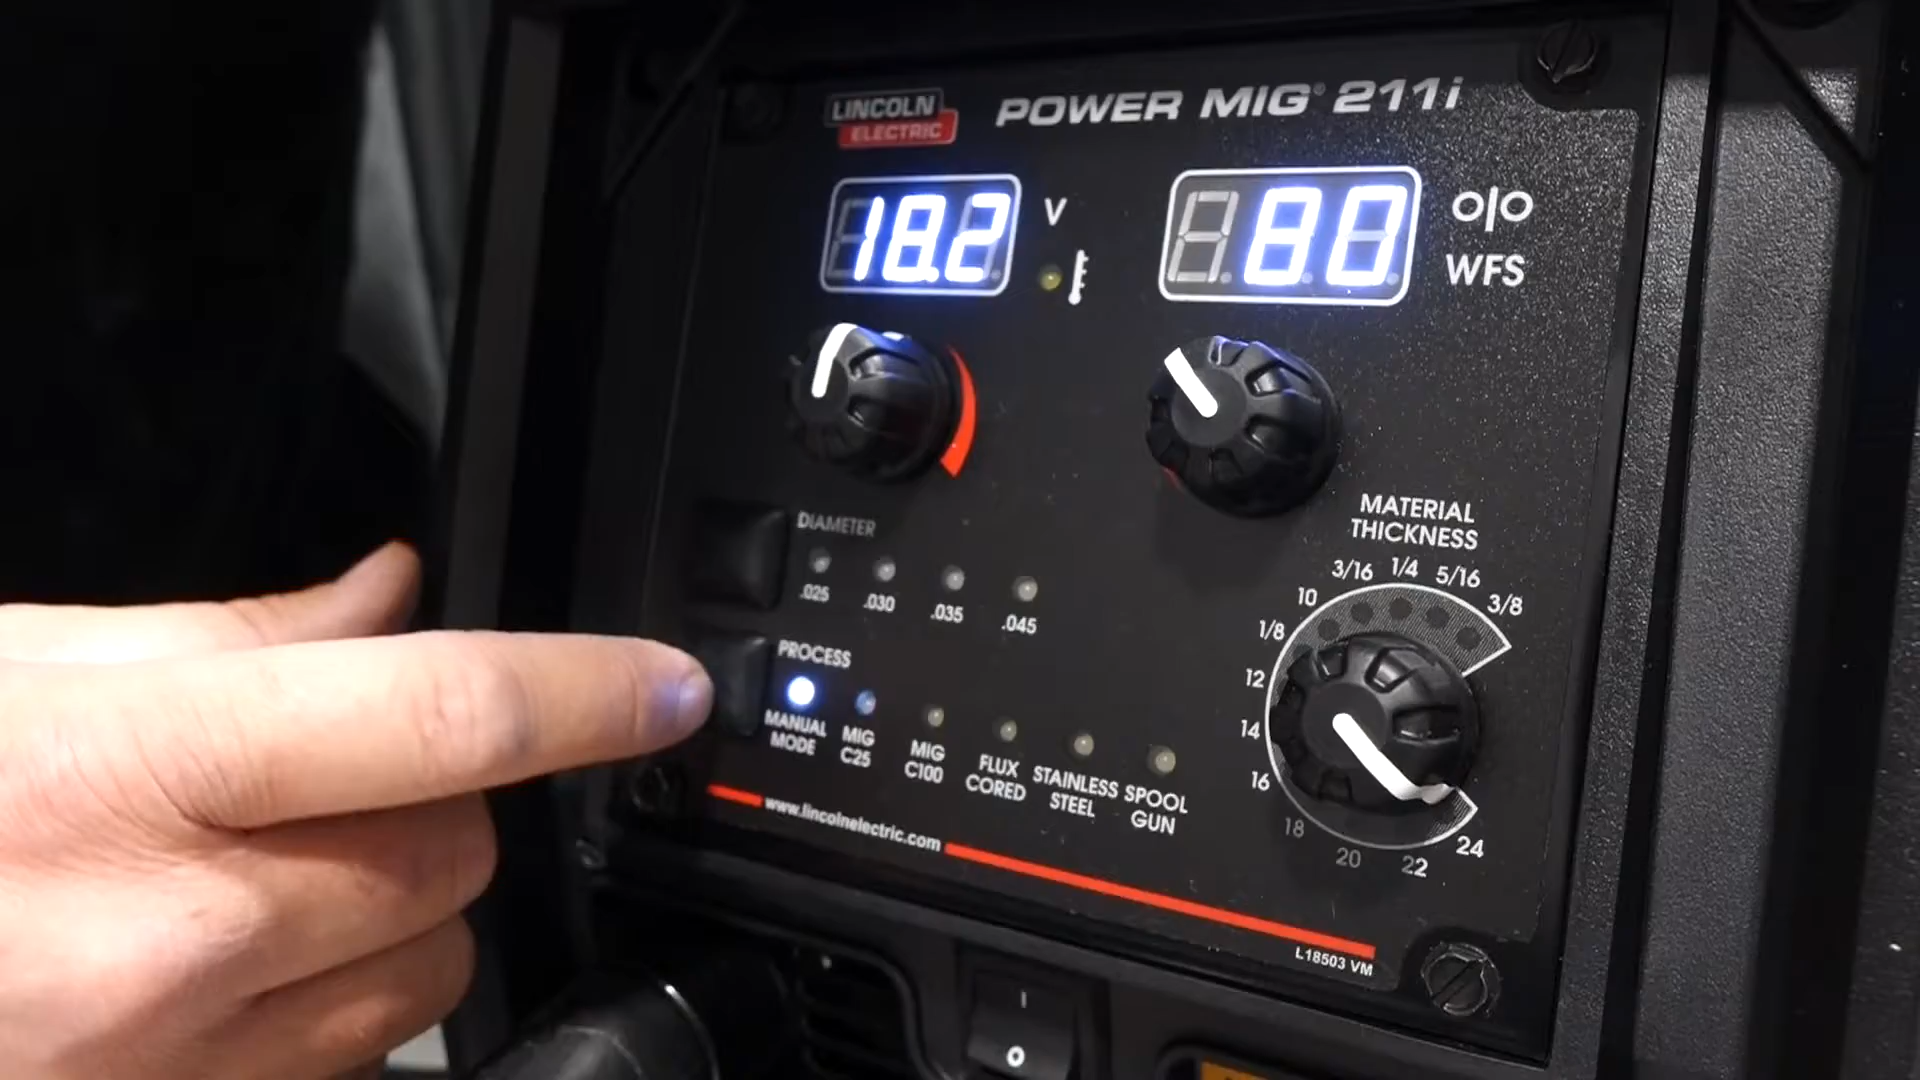 LINCOLN
ELECTRIC
POWER MIG® 211i
18.2
V
80
WFS
DIAMETER
.025 .030 .035 .045
PROCESS
MANUAL
MODE
MIG
C25
MIG
C100
FLUX
CORED
STAINLESS
STEEL
SPOOL
GUN
MATERIAL
THICKNESS
3/16 1/4 5/16
10 3/8
1/8
12
14
16
18
20
22
24
www.lincolnelectric.com
L18503 VM